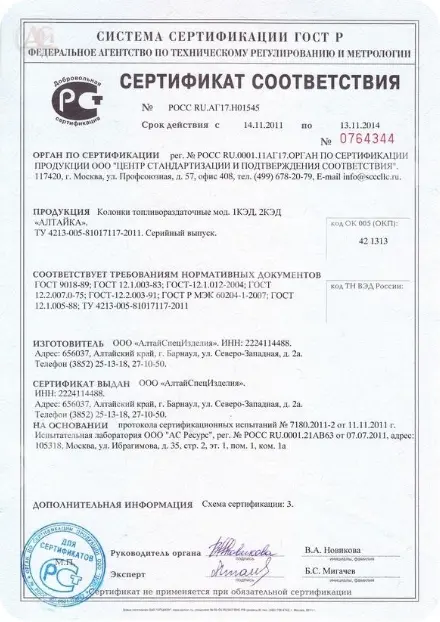 СИСТЕМА СЕРТИФИКАЦИИ ГОСТ Р
ФЕДЕРАЛЬНОЕ АГЕНТСТВО ПО ТЕХНИЧЕСКОМУ РЕГУЛИРОВАНИЮ И МЕТРОЛОГИИ
Добровольная
сертификация
СЕРТИФИКАТ СООТВЕТСТВИЯ
№ РОСС RU.АГ17.Н01545
Срок действия с 14.11.2011 по 13.11.2014
№ 0764344
ОРГАН ПО СЕРТИФИКАЦИИ рег. № РОСС RU.0001.11АГ17.ОРГАН ПО СЕРТИФИКАЦИИ
ПРОДУКЦИИ ООО "ЦЕНТР СТАНДАРТИЗАЦИИ И ПОДТВЕРЖДЕНИЯ СООТВЕТСТВИЯ".
117420, г. Москва, ул. Профсоюзная, д. 57, офис 408, тел. (499) 678-20-79, E-mail info@scccllc.ru.
ПРОДУКЦИЯ Колонки топливораздаточные мод. 1КЭД, 2КЭД
«АЛТАЙКА».
ТУ 4213-005-81017117-2011. Серийный выпуск.
код ОК 005 (ОКП):
42 1313
СООТВЕТСТВУЕТ ТРЕБОВАНИЯМ НОРМАТИВНЫХ ДОКУМЕНТОВ
ГОСТ 9018-89; ГОСТ 12.1.003-83; ГОСТ-12.1.012-2004; ГОСТ
12.2.007.0-75; ГОСТ-12.2.003-91; ГОСТ Р МЭК 60204-1-2007; ГОСТ
12.1.005-88; ТУ 4213-005-81017117-2011
код ТН ВЭД России:
ИЗГОТОВИТЕЛЬ ООО «АлтайСпецИзделия». ИНН: 2224114488.
Адрес: 656037, Алтайский край, г. Барнаул, ул. Северо-Западная, д. 2а.
Телефон (3852) 25-13-18, 27-10-50.
СЕРТИФИКАТ ВЫДАН ООО «АлтайСпецИзделия».
ИНН: 2224114488.
Адрес: 656037, Алтайский край, г. Барнаул, ул. Северо-Западная, д. 2а.
Телефон (3852) 25-13-18, 27-10-50.
НА ОСНОВАНИИ протокола сертификационных испытаний № 7180.2011-2 от 11.11.2011 г.
Испытательная лаборатория ООО "АС Ресурс", рег. № РОСС RU.0001.21АВ63 от 07.07.2011, адрес:
105318, Москва, ул. Ибрагимова, д. 35, стр. 2, эт. 1, пом. 1, ком. 1а
ДОПОЛНИТЕЛЬНАЯ ИНФОРМАЦИЯ Схема сертификации: 3.
ДЛЯ
СЕРТИФИКАТОВ
М.П.
Руководитель органа В.А. Новикова
подпись инициалы, фамилия
Эксперт Б.С. Мигачев
подпись инициалы, фамилия
Сертификат не применяется при обязательной сертификации